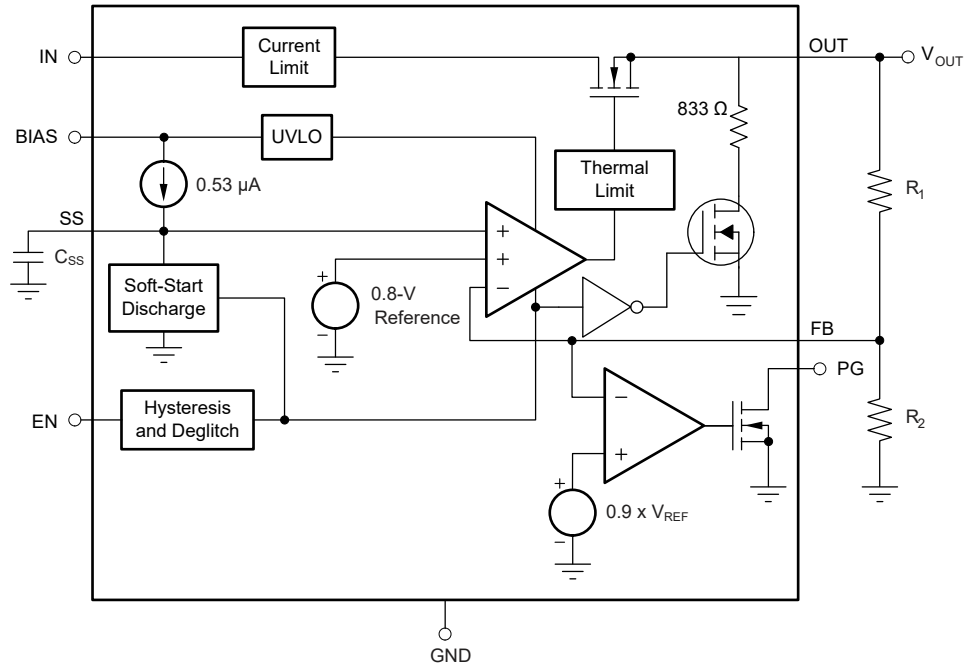 IN
Current
Limit
OUT
V_OUT
833 Ω
BIAS
UVLO
Thermal
Limit
0.53 µA
R_1
SS
C_SS
+
+
−
Soft-Start
Discharge
+
0.8-V
Reference
−
FB
PG
EN
Hysteresis
and Deglitch
−
R_2
+
+
0.9 x V_REF
−
GND